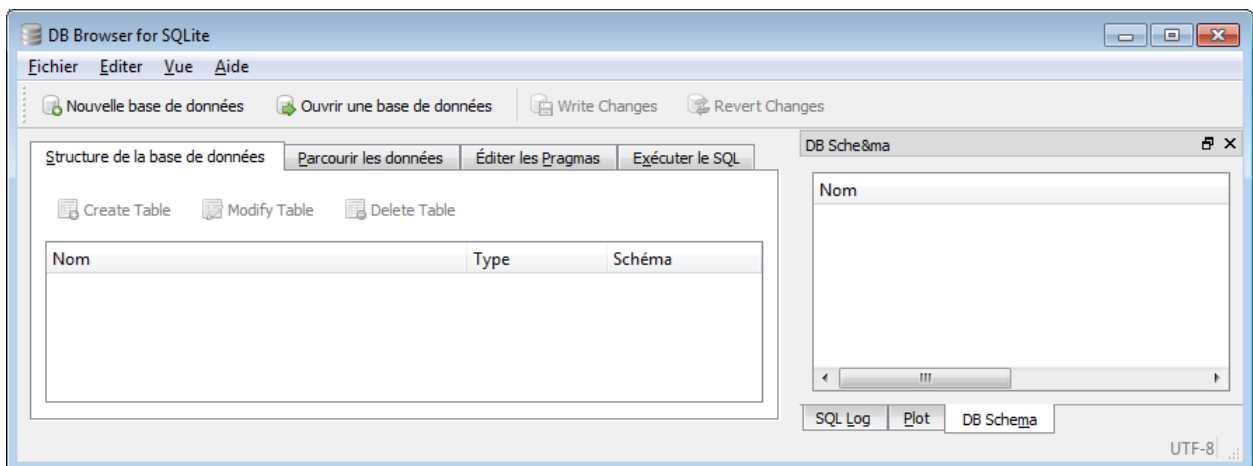 DB Browser for SQLite
Fichier Editer Vue Aide
Nouvelle base de données Ouvrir une base de données Write Changes Revert Changes
Structure de la base de données Parcourir les données Éditer les Pragmas Exécuter le SQL
Create Table Modify Table Delete Table
Nom Type Schéma
DB Sche&ma
Nom
SQL Log Plot DB Schema
UTF-8